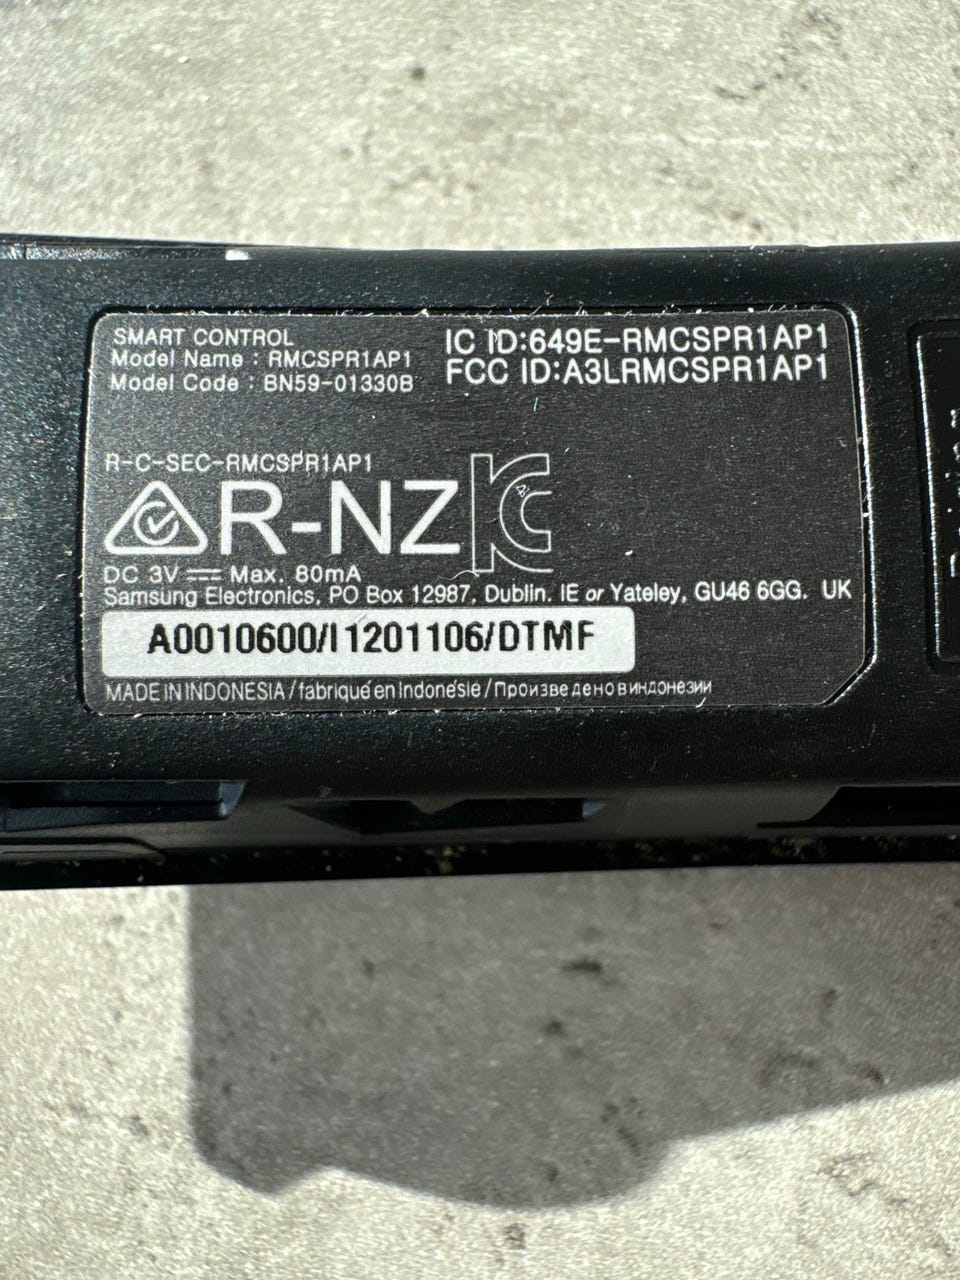 SMART CONTROL
Model Name : RMCSPR1AP1
Model Code : BN59-01330B
IC ID:649E-RMCSPR1AP1
FCC ID:A3LRMCSPR1AP1
R-C-SEC-RMCSPR1AP1
R-NZ
DC 3V Max. 80mA
Samsung Electronics, PO Box 12987, Dublin. IE or Yateley, GU46 6GG. UK
A0010600/I1201106/DTMF
MADE IN INDONESIA / fabriqué en Indonésie / Произведено в индонезии